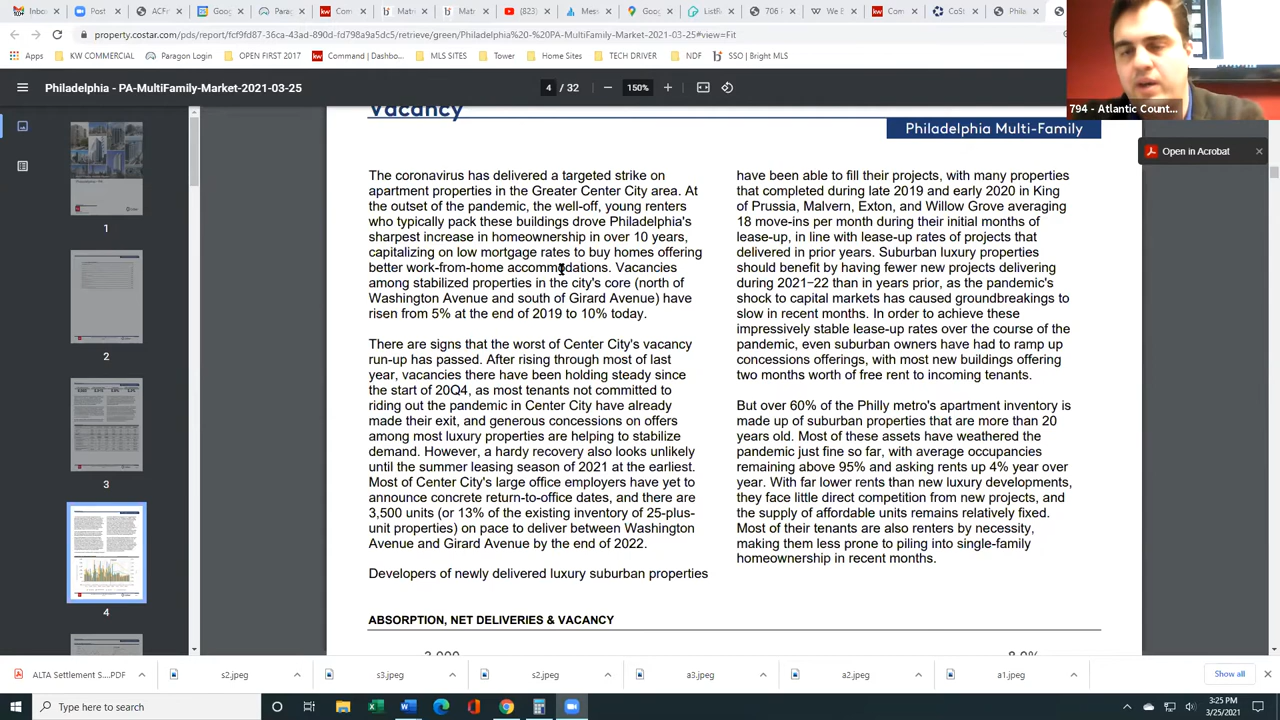 Inbox
Post
ACFr
Goog
Parag
Com
Matri
Matr
(823)
Mess
Goog
ListR
706 F
We E
Com
CoSt
Phila
property.costar.com/pds/report/fcf9fd87-36ca-43ad-890d-fd798a9a5dc5/retrieve/green/Philadelphia%20-%20PA-MultiFamily-Market-2021-03-25#view=Fit
Apps
KW COMMERCIAL
Paragon Login
OPEN FIRST 2017
Command | Dashbo...
MLS SITES
Tower
Home Sites
TECH DRIVER
NDF
SSO | Bright MLS
Philadelphia - PA-MultiFamily-Market-2021-03-25
4 / 32
150%
794 - Atlantic Count...
Open in Acrobat
1
2
3
4
Vacancy
Philadelphia Multi-Family
The coronavirus has delivered a targeted strike on
apartment properties in the Greater Center City area. At
the outset of the pandemic, the well-off, young renters
who typically pack these buildings drove Philadelphia's
sharpest increase in homeownership in over 10 years,
capitalizing on low mortgage rates to buy homes offering
better work-from-home accommodations. Vacancies
among stabilized properties in the city's core (north of
Washington Avenue and south of Girard Avenue) have
risen from 5% at the end of 2019 to 10% today.
There are signs that the worst of Center City's vacancy
run-up has passed. After rising through most of last
year, vacancies there have been holding steady since
the start of 20Q4, as most tenants not committed to
riding out the pandemic in Center City have already
made their exit, and generous concessions on offers
among most luxury properties are helping to stabilize
demand. However, a hardy recovery also looks unlikely
until the summer leasing season of 2021 at the earliest.
Most of Center City's large office employers have yet to
announce concrete return-to-office dates, and there are
3,500 units (or 13% of the existing inventory of 25-plus-
unit properties) on pace to deliver between Washington
Avenue and Girard Avenue by the end of 2022.
Developers of newly delivered luxury suburban properties
have been able to fill their projects, with many properties
that completed during late 2019 and early 2020 in King
of Prussia, Malvern, Exton, and Willow Grove averaging
18 move-ins per month during their initial months of
lease-up, in line with lease-up rates of projects that
delivered in prior years. Suburban luxury properties
should benefit by having fewer new projects delivering
during 2021–22 than in years prior, as the pandemic's
shock to capital markets has caused groundbreakings to
slow in recent months. In order to achieve these
impressively stable lease-up rates over the course of the
pandemic, even suburban owners have had to ramp up
concessions offerings, with most new buildings offering
two months worth of free rent to incoming tenants.
But over 60% of the Philly metro's apartment inventory is
made up of suburban properties that are more than 20
years old. Most of these assets have weathered the
pandemic just fine so far, with average occupancies
remaining above 95% and asking rents up 4% year over
year. With far lower rents than new luxury developments,
they face little direct competition from new projects, and
the supply of affordable units remains relatively fixed.
Most of their tenants are also renters by necessity,
making them less prone to piling into single-family
homeownership in recent months.
ABSORPTION, NET DELIVERIES & VACANCY
3,000
8.0%
ALTA Settlement S....PDF
s2.jpeg
s3.jpeg
s2.jpeg
a3.jpeg
a2.jpeg
a1.jpeg
Show all
Type here to search
3:25 PM
3/25/2021